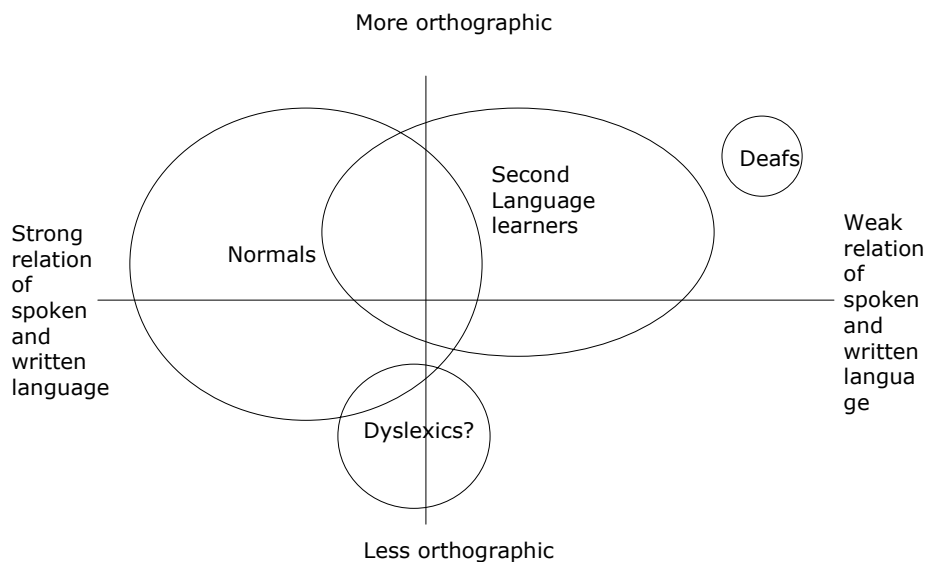 More orthographic
Deafs
Second
Language
learners
Normals
Strong
relation
of
spoken
and
written
language
Weak
relation
of
spoken
and
written
langua
ge
Dyslexics?
Less orthographic